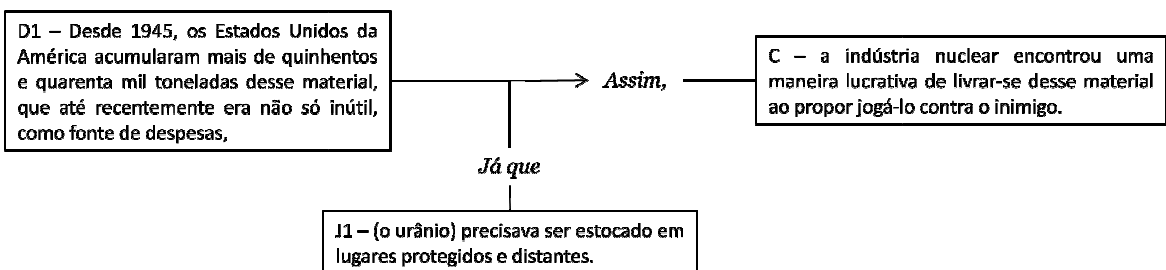 D1 – Desde 1945, os Estados Unidos da
América acumularam mais de quinhentos
e quarenta mil toneladas desse material,
que até recentemente era não só inútil,
como fonte de despesas,
Assim,
C – a indústria nuclear encontrou uma
maneira lucrativa de livrar-se desse material
ao propor jogá-lo contra o inimigo.
Já que
J1 – (o urânio) precisava ser estocado em
lugares protegidos e distantes.